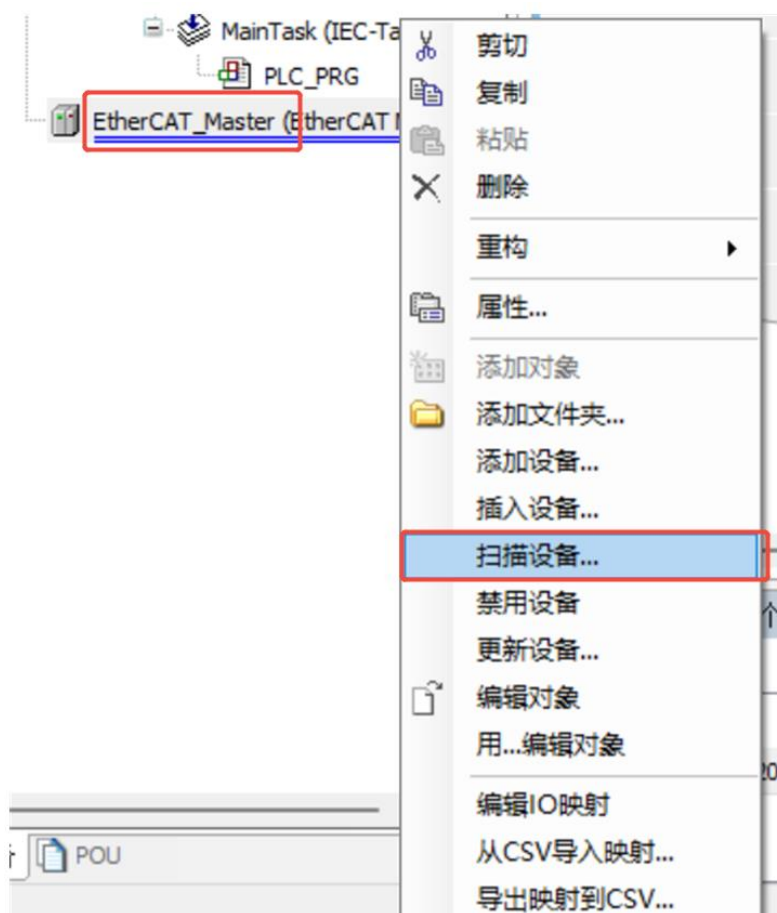 MainTask (IEC-Ta
PLC_PRG
EtherCAT_Master (EtherCAT
剪切
复制
粘贴
删除
重构
属性...
添加对象
添加文件夹...
添加设备...
插入设备...
扫描设备...
禁用设备
更新设备...
编辑对象
用...编辑对象
编辑IO映射
从CSV导入映射...
导出映射到CSV...
POU